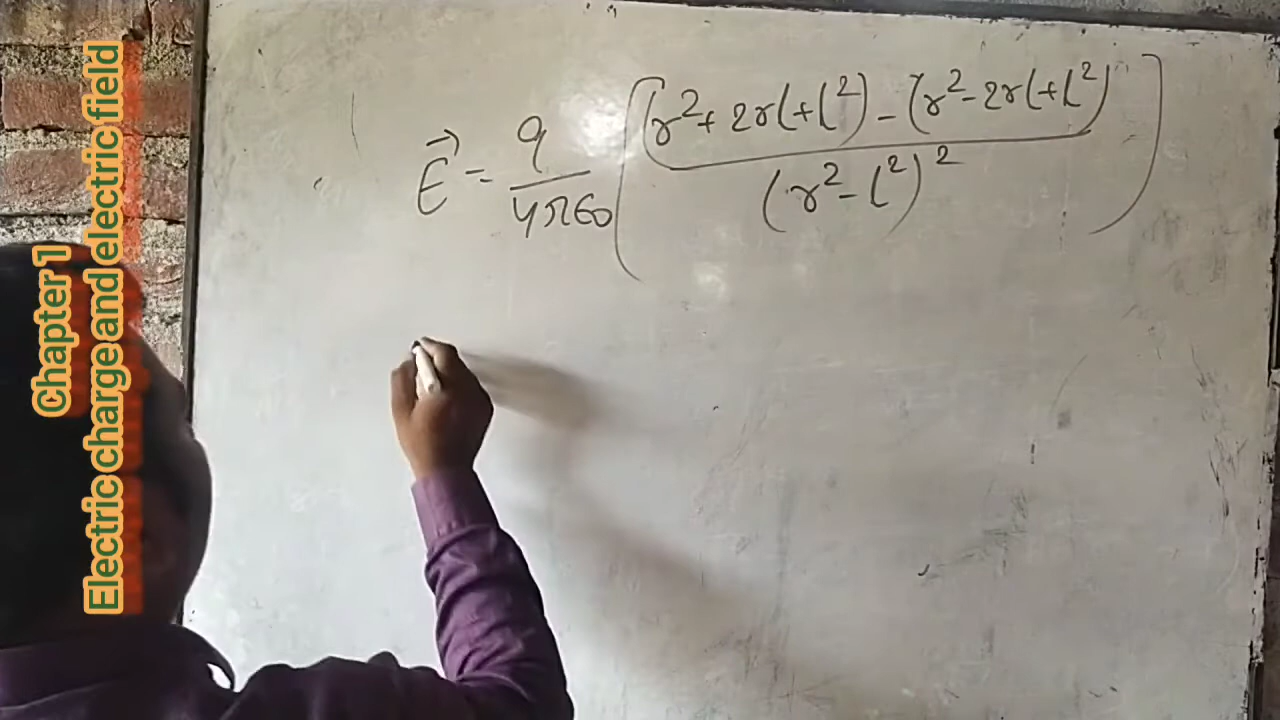 Chapter 1
Electric charge and electric field
E⃗ = q/4πε0 ((r²+2rl+l²)-(r²-2rl+l²)/(r²-l²)²)